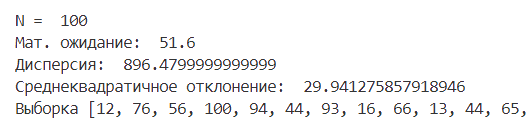 N =  100
Мат. ожидание:  51.6
Дисперсия:  896.4799999999999
Среднеквадратичное отклонение:  29.941275857918946
Выборка [12, 76, 56, 100, 94, 44, 93, 16, 66, 13, 44, 65,